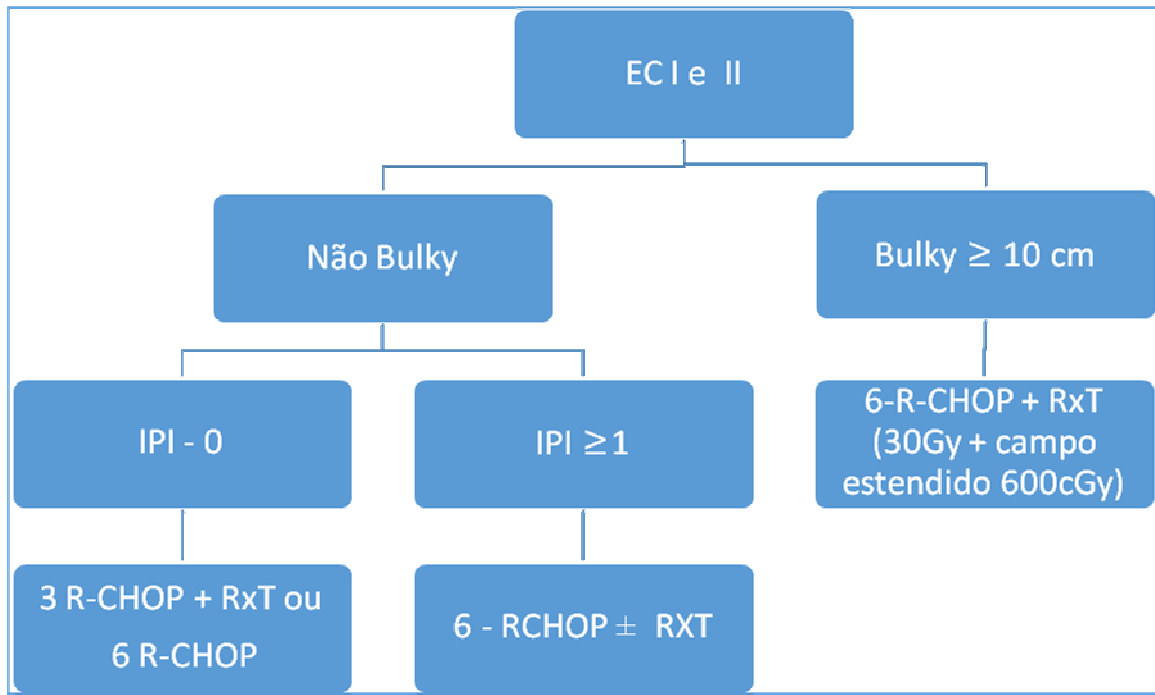 EC I e II
Não Bulky
Bulky ≥ 10 cm
IPI - 0
IPI ≥1
6-R-CHOP + RxT
(30Gy + campo
estendido 600cGy)
3 R-CHOP + RxT ou
6 R-CHOP
6 - RCHOP ± RXT